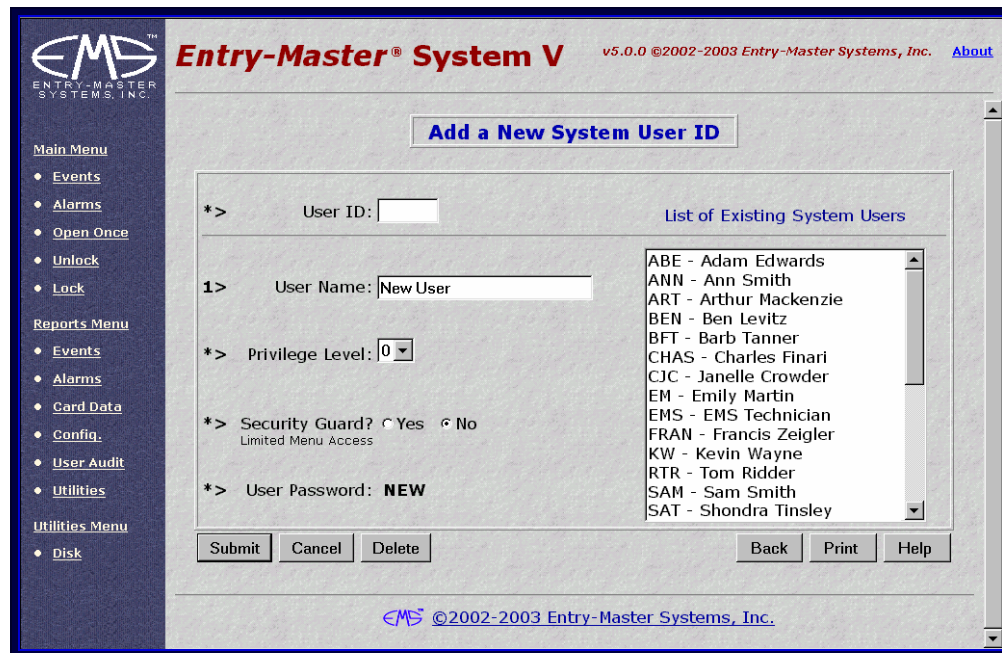 EMS™
ENTRY-MASTER
SYSTEMS, INC.
Entry-Master® System V
v5.0.0 ©2002-2003 Entry-Master Systems, Inc.
About
Main Menu
Events
Alarms
Open Once
Unlock
Lock
Reports Menu
Events
Alarms
Card Data
Config.
User Audit
Utilities
Utilities Menu
Disk
Add a New System User ID
*> User ID:
1> User Name: New User
*> Privilege Level: 0
*> Security Guard? Yes No
Limited Menu Access
*> User Password: NEW
List of Existing System Users
ABE - Adam Edwards
ANN - Ann Smith
ART - Arthur Mackenzie
BEN - Ben Levitz
BFT - Barb Tanner
CHAS - Charles Finari
CJC - Janelle Crowder
EM - Emily Martin
EMS - EMS Technician
FRAN - Francis Zeigler
KW - Kevin Wayne
RTR - Tom Ridder
SAM - Sam Smith
SAT - Shondra Tinsley
Submit Cancel Delete
Back Print Help
EMS™ ©2002-2003 Entry-Master Systems, Inc.